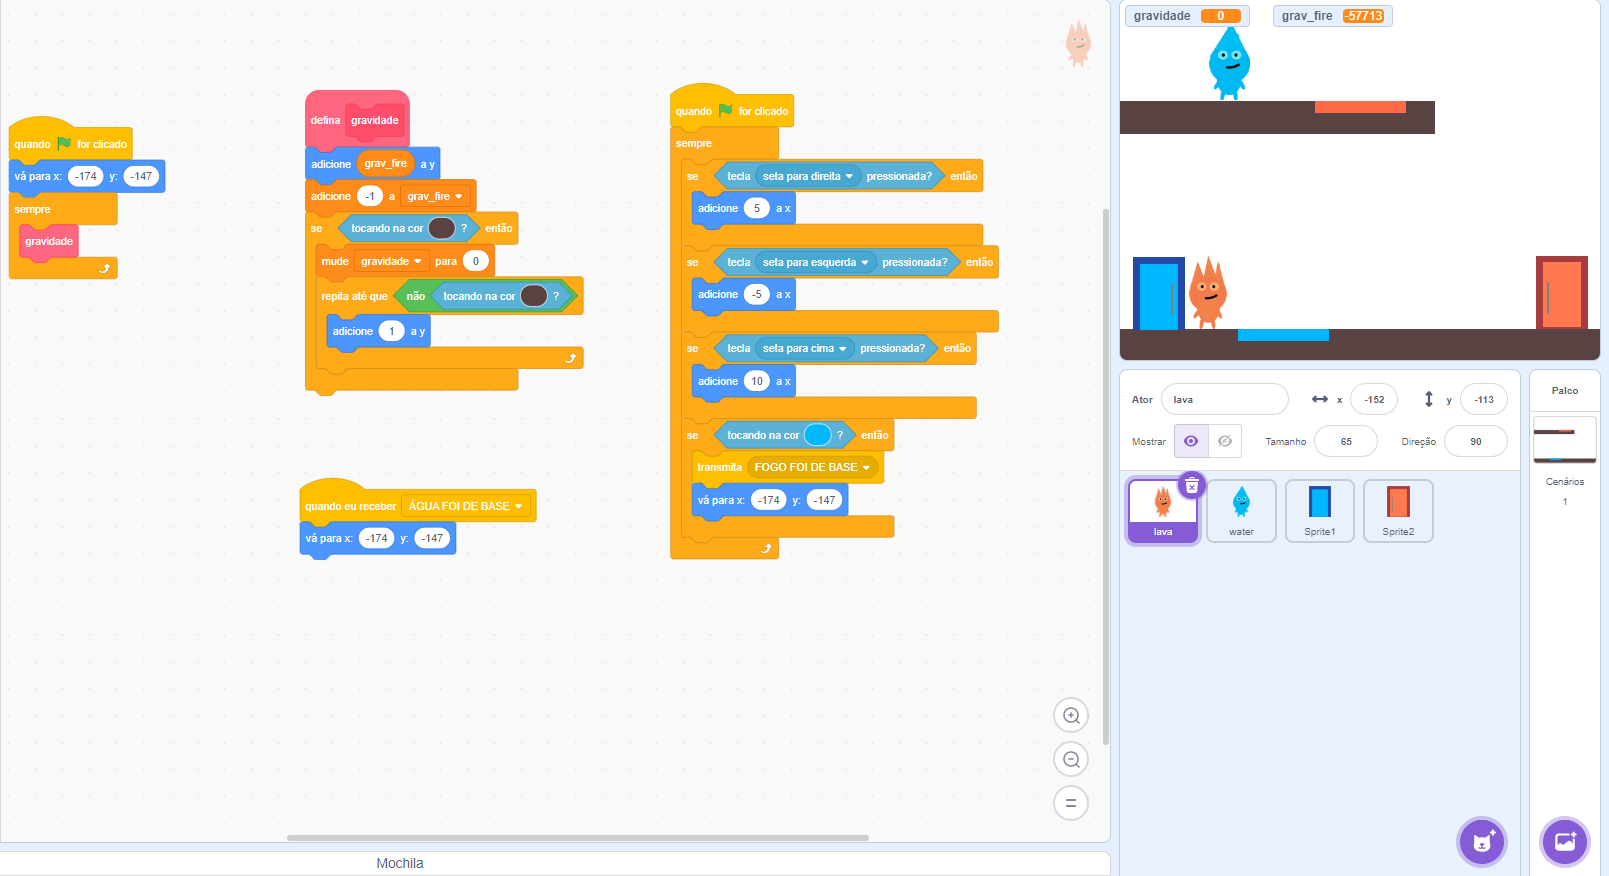 quando for clicado
vá para x: -174 y: -147
sempre
gravidade
defina gravidade
adicione grav_fire a y
adicione -1 a grav_fire
se tocando na cor ? então
mude gravidade para 0
repita até que não tocando na cor ?
adicione 1 a y
quando eu receber ÁGUA FOI DE BASE
vá para x: -174 y: -147
quando for clicado
sempre
se tecla seta para direita pressionada? então
adicione 5 a x
se tecla seta para esquerda pressionada? então
adicione -5 a x
se tecla seta para cima pressionada? então
adicione 10 a x
se tocando na cor ? então
transmita FOGO FOI DE BASE
vá para x: -174 y: -147
Mochila
gravidade 0 grav_fire -57713
Ator lava x -152 y -113
Mostrar Tamanho 65 Direção 90
lava water Sprite1 Sprite2
Palco
Cenários
1